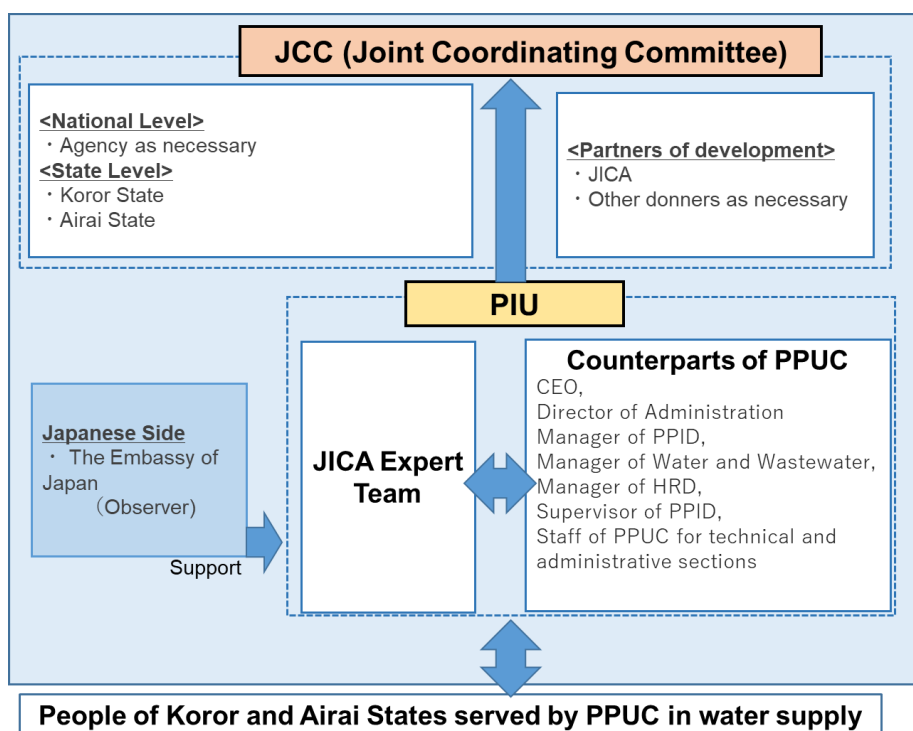 JCC (Joint Coordinating Committee)
<National Level>
・Agency as necessary
<State Level>
・Koror State
・Airai State
<Partners of development>
・JICA
・Other donners as necessary
PIU
JICA Expert
Team
Counterparts of PPUC
CEO,
Director of Administration
Manager of PPID,
Manager of Water and Wastewater,
Manager of HRD,
Supervisor of PPID,
Staff of PPUC for technical and
administrative sections
Japanese Side
・ The Embassy of
Japan
（Observer)
Support
People of Koror and Airai States served by PPUC in water supply